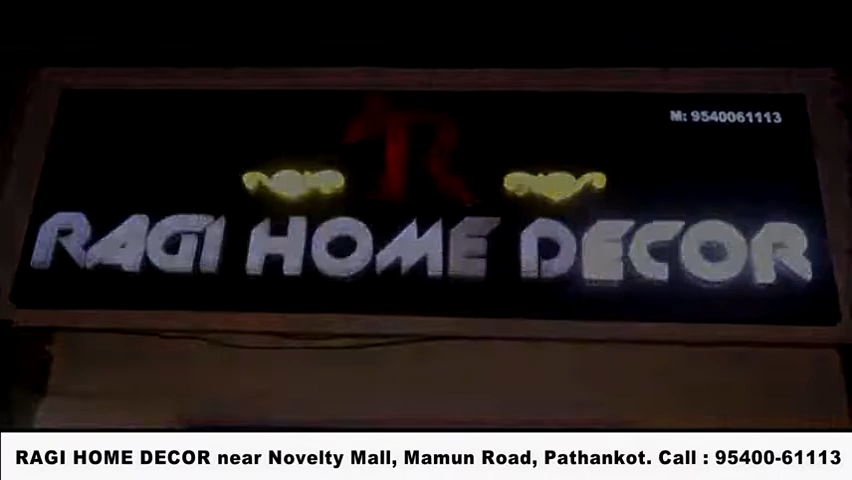 R
M: 9540061113
RAGI HOME DECOR
RAGI HOME DECOR near Novelty Mall, Mamun Road, Pathankot. Call : 95400-61113